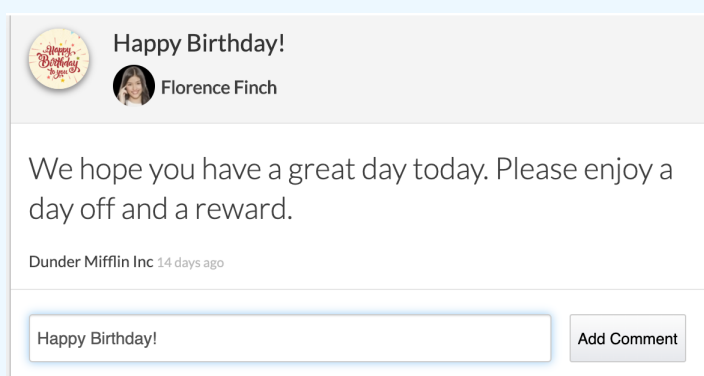 Happy
Birthday
to you
Happy Birthday!
Florence Finch
We hope you have a great day today. Please enjoy a
day off and a reward.
Dunder Mifflin Inc 14 days ago
Happy Birthday! Add Comment